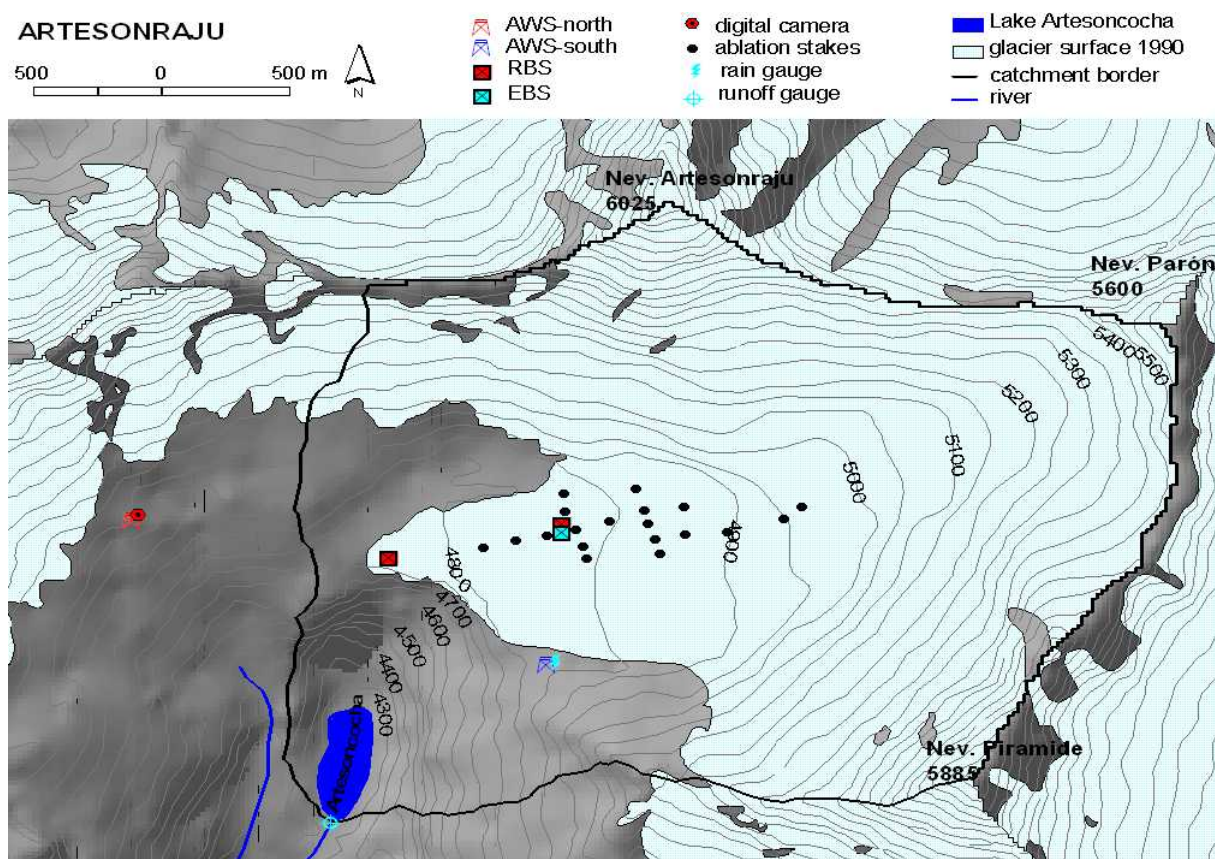 ARTESONRAJU
500 0 500 m
N
AWS-north
AWS-south
RBS
EBS
digital camera
ablation stakes
rain gauge
runoff gauge
Lake Artesoncocha
glacier surface 1990
catchment border
river
Nev. Artesonraju
6025
Nev. Parón
5600
5400
5500
5300
5200
5100
5000
4900
4800
4700
4600
4500
4400
4300
Artesoncocha
Nev. Piramide
5885